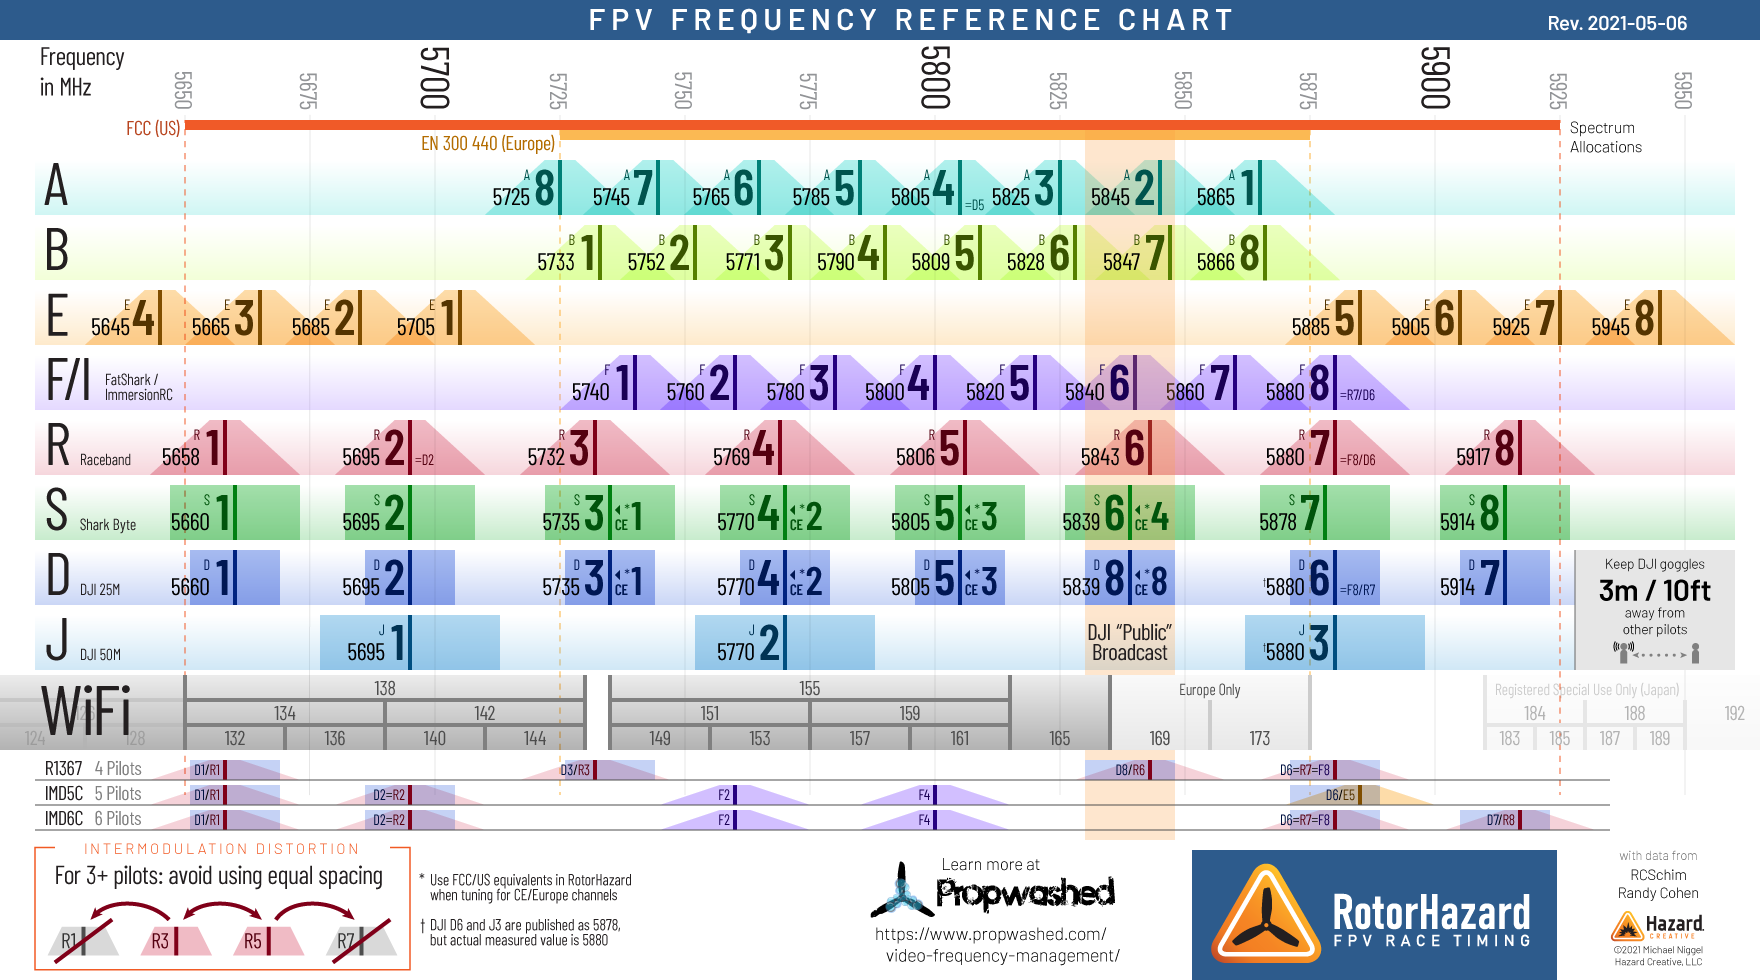 FPV FREQUENCY REFERENCE CHART
Rev. 2021-05-06
Frequency
in MHz
5650 5675 5700 5725 5750 5775 5800 5825 5850 5875 5900 5925 5950
FCC (US)
EN 300 440 (Europe)
Spectrum
Allocations
A
A 5725 8 A 5745 7 A 5765 6 A 5785 5 A 5805 4 =D5 A 5825 3 A 5845 2 A 5865 1
B
B 5733 1 B 5752 2 B 5771 3 B 5790 4 B 5809 5 B 5828 6 B 5847 7 B 5866 8
E
E 5645 4 E 5665 3 E 5685 2 E 5705 1 E 5885 5 E 5905 6 E 5925 7 E 5945 8
F/I FatShark /
ImmersionRC
F 5740 1 F 5760 2 F 5780 3 F 5800 4 F 5820 5 F 5840 6 F 5860 7 F 5880 8 =R7/D6
R Raceband
R 5658 1 R 5695 2 =D2 R 5732 3 R 5769 4 R 5806 5 R 5843 6 R 5880 7 =F8/D6 R 5917 8
S Shark Byte
S 5660 1 S 5695 2 S 5735 3 CE *1 S 5770 4 CE *2 S 5805 5 CE *3 S 5839 6 CE *4 S 5878 7 S 5914 8
D DJI 25M
D 5660 1 D 5695 2 D 5735 3 CE *1 D 5770 4 CE *2 D 5805 5 CE *3 D 5839 8 CE *8 D †5880 6 =F8/R7 D 5914 7
J DJI 50M
J 5695 1 J 5770 2 J †5880 3
DJI “Public”
Broadcast
Keep DJI goggles
3m / 10ft
away from
other pilots
WiFi
138 155 Europe Only Registered Special Use Only (Japan)
126 134 142 151 159 184 188 192
124 128 132 136 140 144 149 153 157 161 165 169 173 183 185 187 189
R1367 4 Pilots D1/R1 D3/R3 D8/R6 D6=R7=F8
IMD5C 5 Pilots D1/R1 D2=R2 F2 F4 D6/E5
IMD6C 6 Pilots D1/R1 D2=R2 F2 F4 D6=R7=F8 D7/R8
INTERMODULATION DISTORTION
For 3+ pilots: avoid using equal spacing
R1 R3 R5 R7
* Use FCC/US equivalents in RotorHazard
when tuning for CE/Europe channels
† DJI D6 and J3 are published as 5878,
but actual measured value is 5880
Learn more at
Propwashed
https://www.propwashed.com/
video-frequency-management/
RotorHazard
FPV RACE TIMING
with data from
RCSchim
Randy Cohen
Hazard
CREATIVE
©2021 Michael Niggel
Hazard Creative, LLC